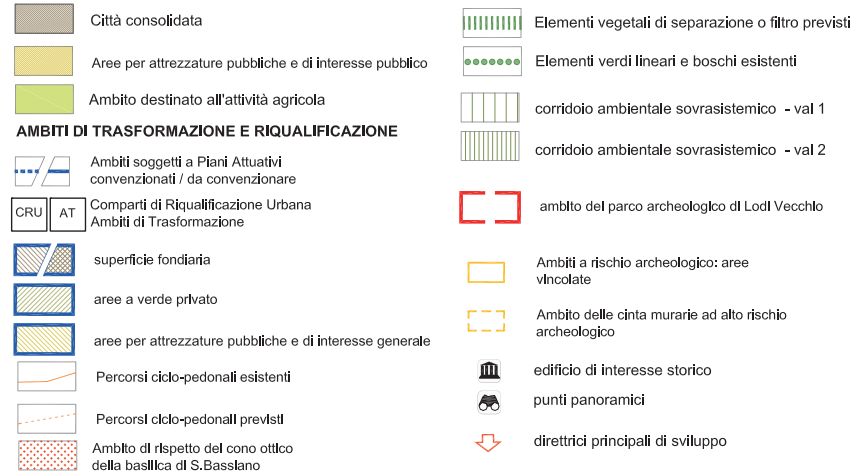 Città consolidata
Aree per attrezzature pubbliche e di interesse pubblico
Ambito destinato all'attività agricola
AMBITI DI TRASFORMAZIONE E RIQUALIFICAZIONE
Ambiti soggetti a Piani Attuativi
convenzionati / da convenzionare
CRU AT Comparti di Riqualificazione Urbana
Ambiti di Trasformazione
superficie fondiaria
aree a verde privato
aree per attrezzature pubbliche e di interesse generale
Percorsi ciclo-pedonali esistenti
Percorsi ciclo-pedonali previsti
Ambito di rispetto del cono ottico
della basilica di S.Bassiano
Elementi vegetali di separazione o filtro previsti
Elementi verdi lineari e boschi esistenti
corridoio ambientale sovrasistemico - val 1
corridoio ambientale sovrasistemico - val 2
ambito del parco archeologico di Lodi Vecchio
Ambiti a rischio archeologico: aree
vincolate
Ambito delle cinta murarie ad alto rischio
archeologico
edificio di interesse storico
punti panoramici
direttrici principali di sviluppo